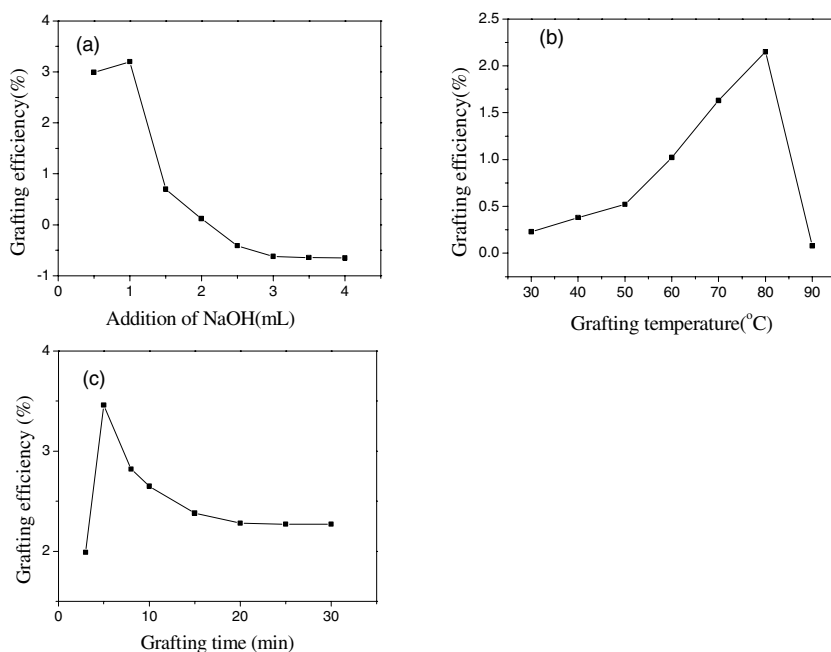 (a)
Grafting efficiency(%)
4
3
2
1
0
-1
0 1 2 3 4
Addition of NaOH(mL)
(b)
Grafting efficiency(%)
2.5
2.0
1.5
1.0
0.5
0.0
30 40 50 60 70 80 90
Grafting temperature(°C)
(c)
Grafting efficiency (%)
4
3
2
0 10 20 30
Grafting time (min)